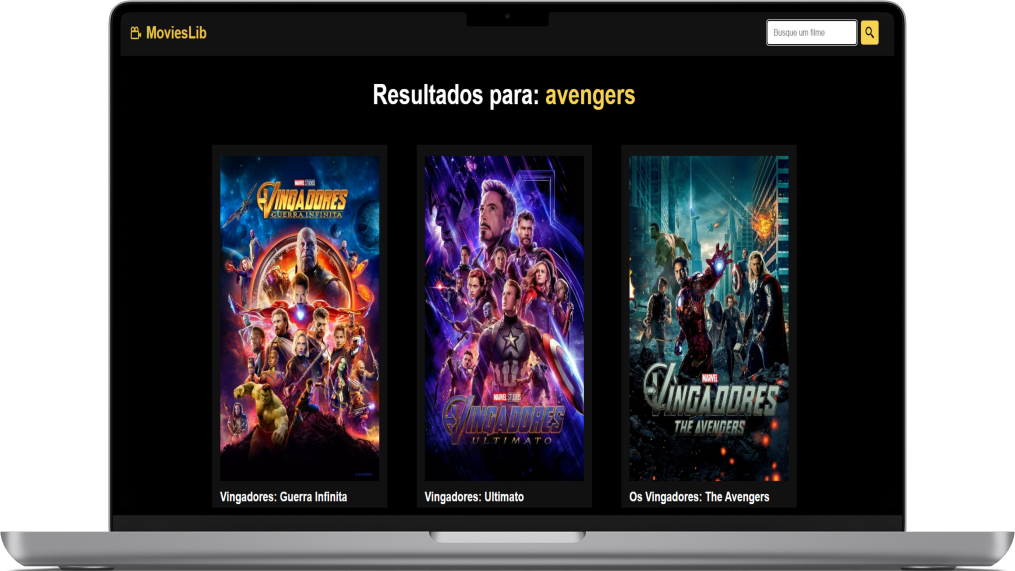 MoviesLib
Busque um filme
Resultados para: avengers
MARVEL STUDIOS
VINGADORES
GUERRA INFINITA
MARVEL STUDIOS
VINGADORES
ULTIMATO
MARVEL
VINGADORES
THE AVENGERS
Vingadores: Guerra Infinita
Vingadores: Ultimato
Os Vingadores: The Avengers